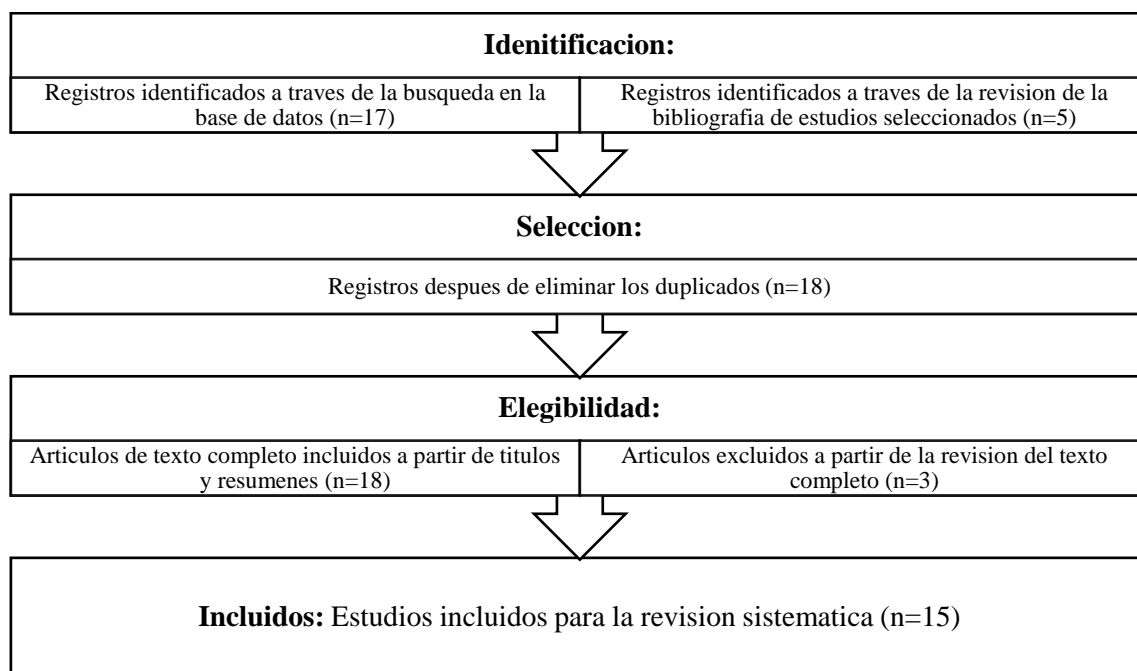 Idenitificacion:
Registros identificados a traves de la busqueda en la
base de datos (n=17)
Registros identificados a traves de la revision de la
bibliografia de estudios seleccionados (n=5)
Seleccion:
Registros despues de eliminar los duplicados (n=18)
Elegibilidad:
Articulos de texto completo incluidos a partir de titulos
y resumenes (n=18)
Articulos excluidos a partir de la revision del texto
completo (n=3)
Incluidos: Estudios incluidos para la revision sistematica (n=15)